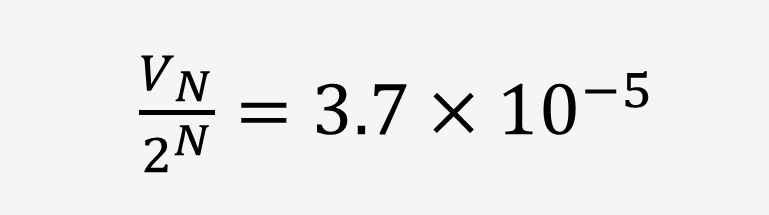 V_N / 2^N = 3.7 × 10^−5